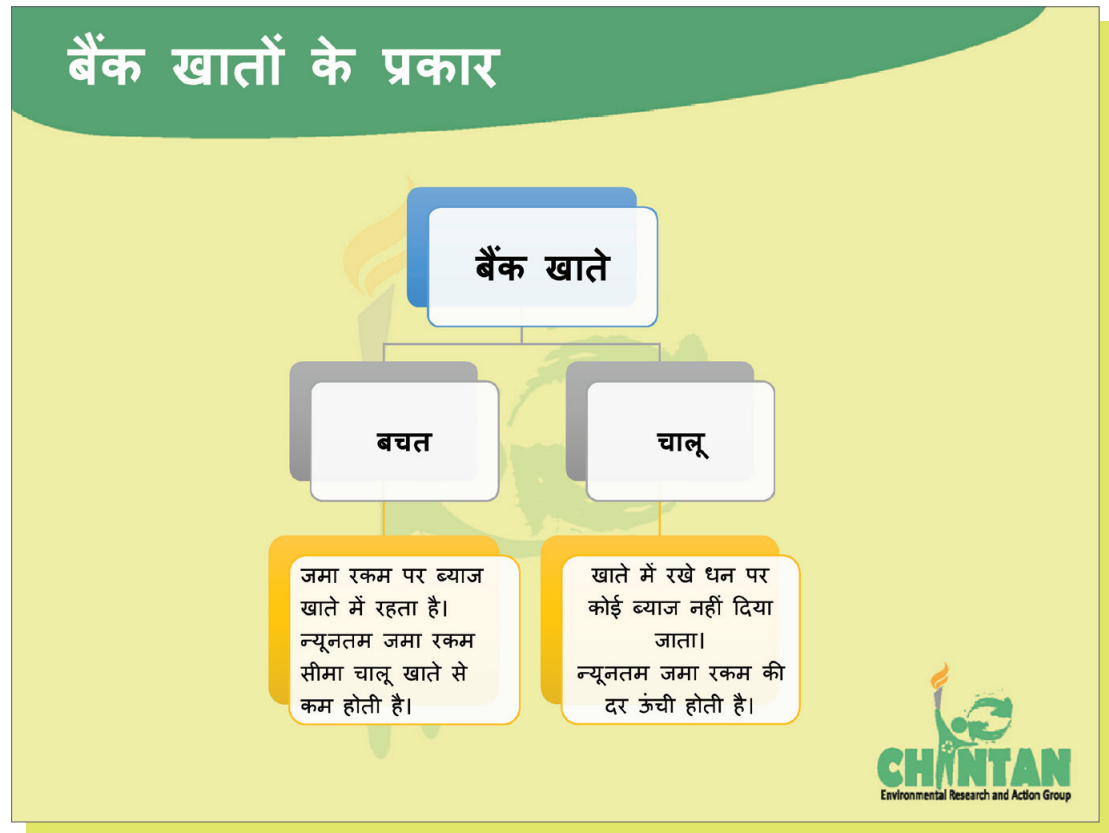 बैंक खातों के प्रकार
बैंक खाते
बचत
चालू
जमा रकम पर ब्याज
खाते में रहता है।
न्यूनतम जमा रकम
सीमा चालू खाते से
कम होती है।
खाते में रखे धन पर
कोई ब्याज नहीं दिया
जाता।
न्यूनतम जमा रकम की
दर ऊंची होती है।
CHINTAN
Environmental Research and Action Group